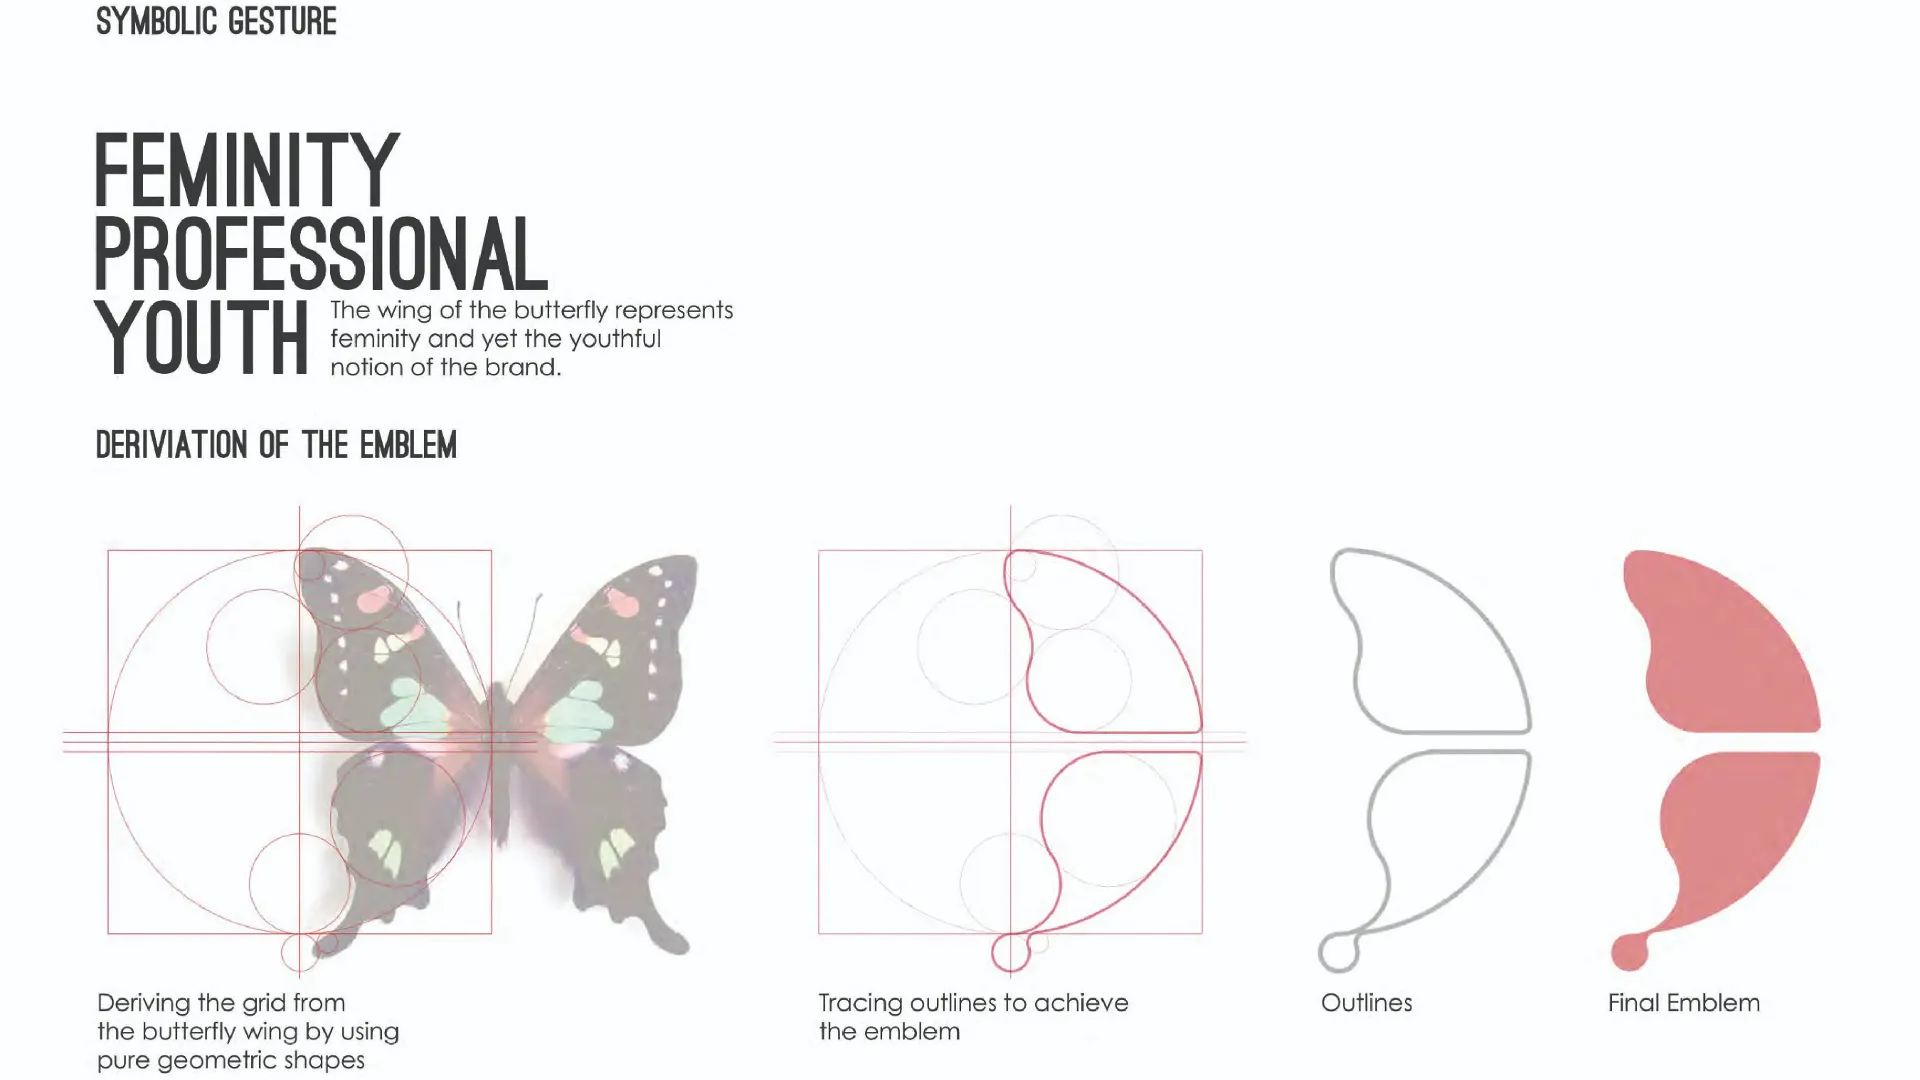 SYMBOLIC GESTURE
FEMINITY
PROFESSIONAL
YOUTH
The wing of the butterfly represents
feminity and yet the youthful
notion of the brand.
DERIVIATION OF THE EMBLEM
Deriving the grid from
the butterfly wing by using
pure geometric shapes
Tracing outlines to achieve
the emblem
Outlines
Final Emblem